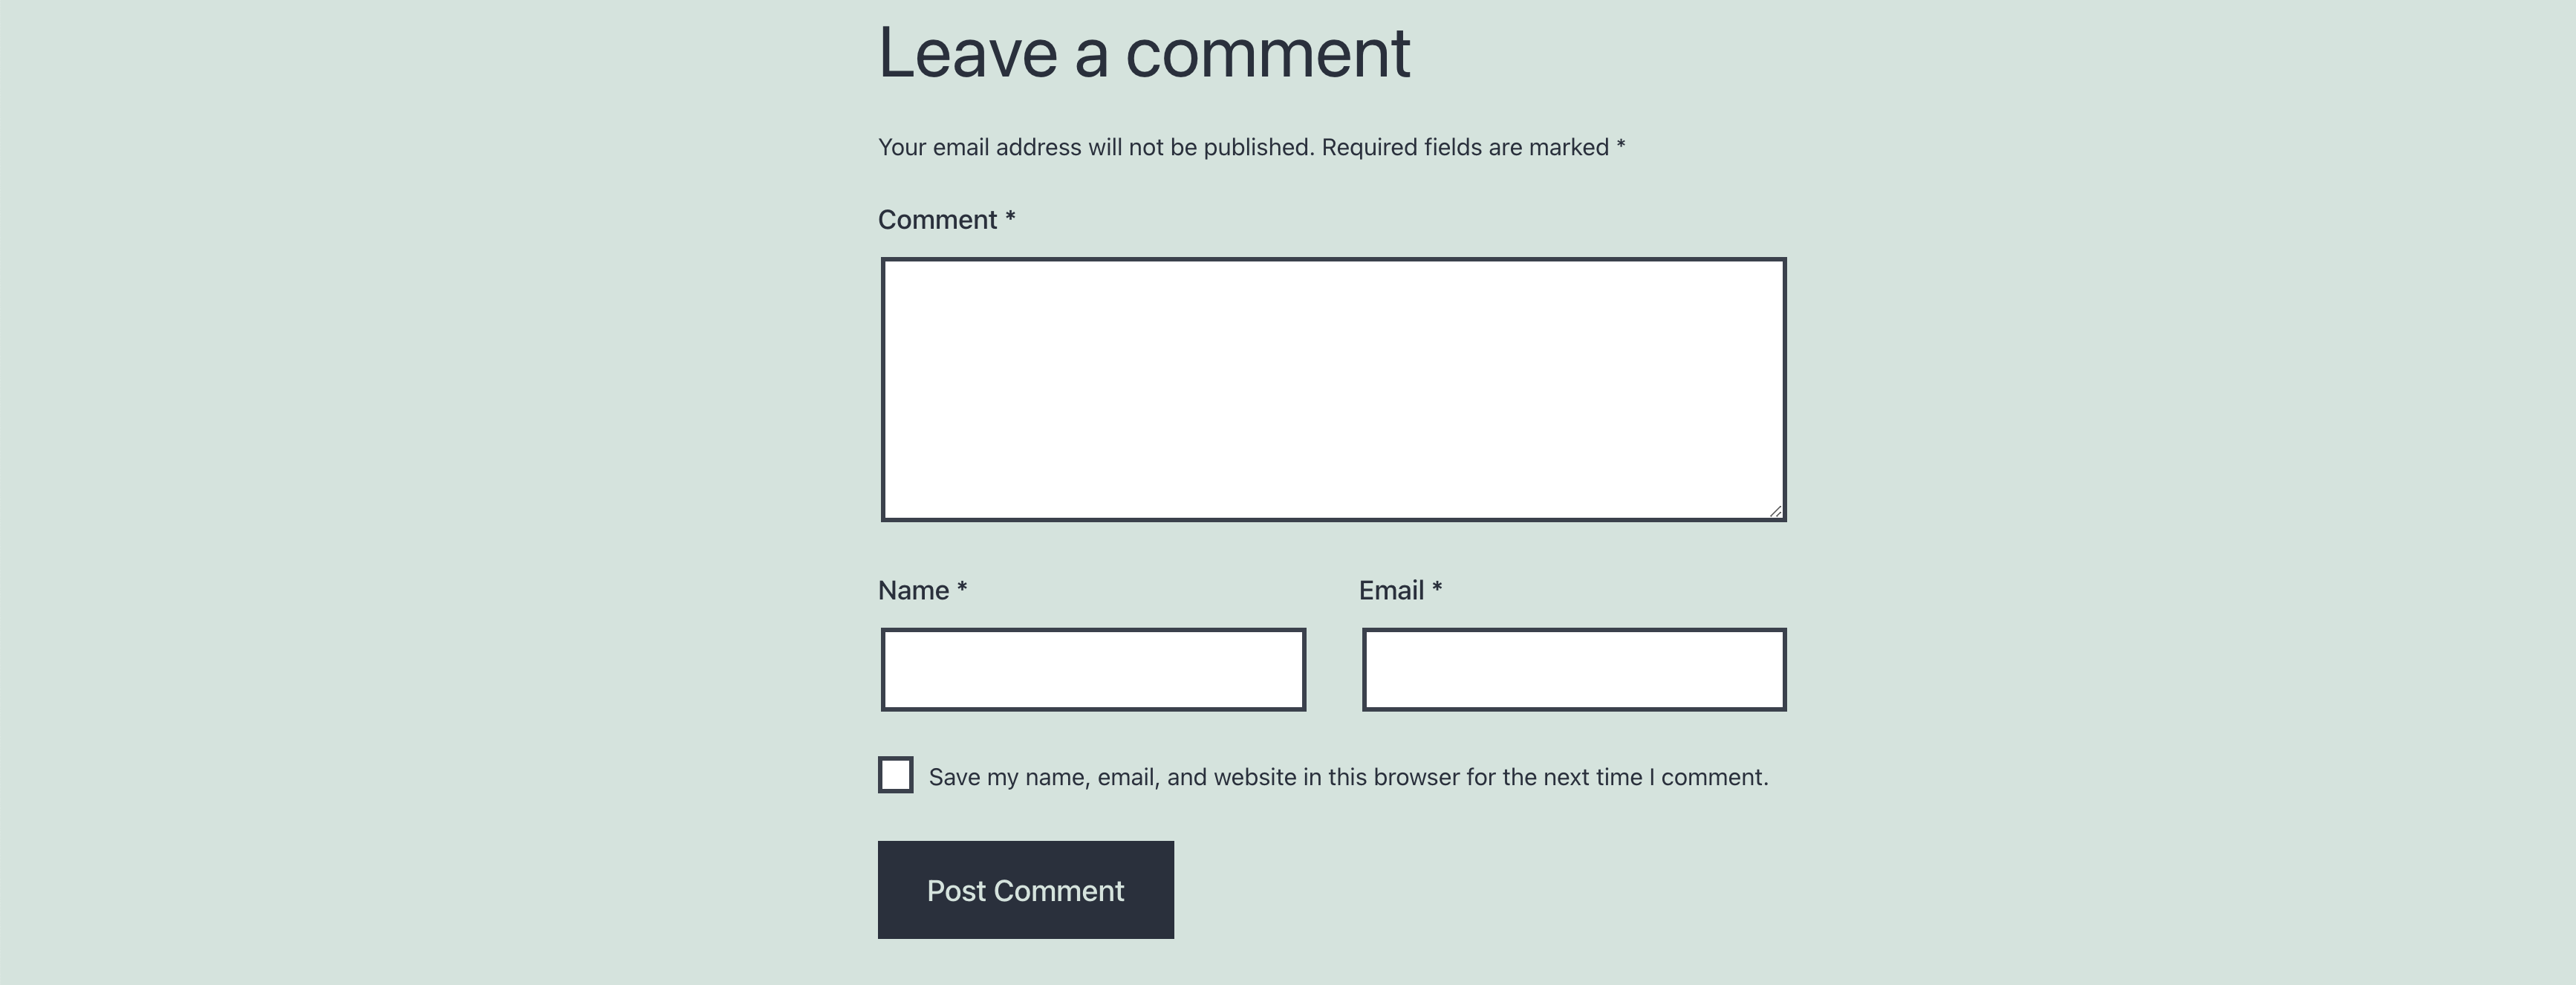 Leave a comment
Your email address will not be published. Required fields are marked *
Comment *
Name *
Email *
Save my name, email, and website in this browser for the next time I comment.
Post Comment